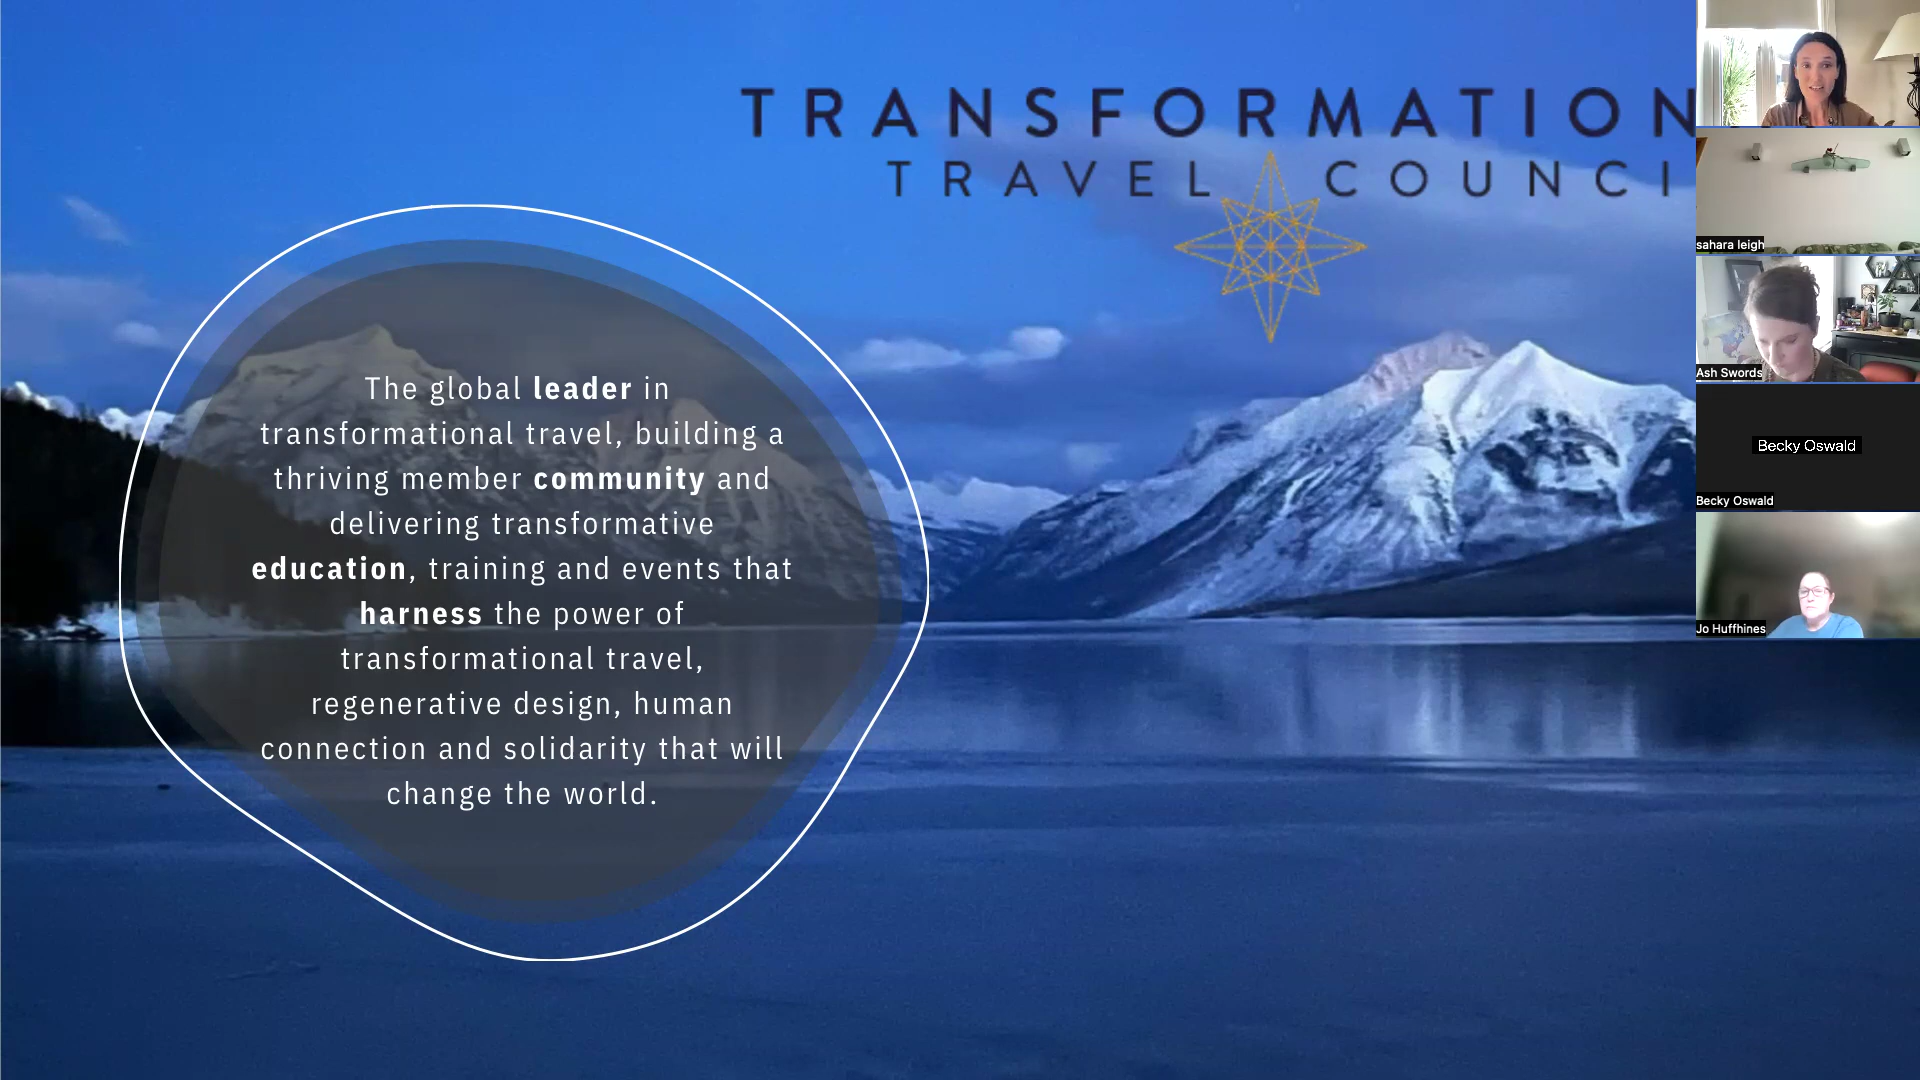 TRANSFORMATION
TRAVEL COUNCI
The global leader in
transformational travel, building a
thriving member community and
delivering transformative
education, training and events that
harness the power of
transformational travel,
regenerative design, human
connection and solidarity that will
change the world.
sahara leigh
Ash Swords
Becky Oswald
Becky Oswald
Jo Huffhines